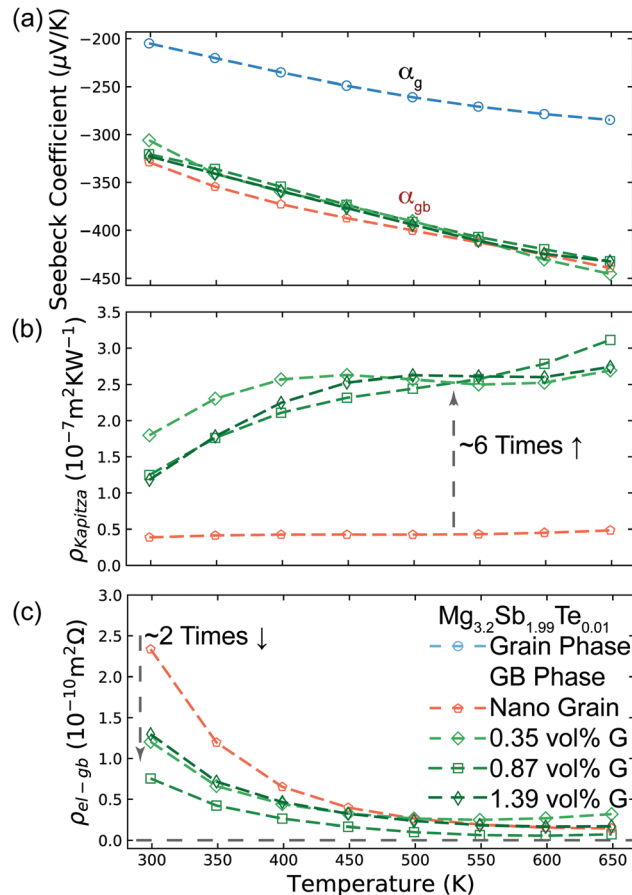 (a)
Seebeck Coefficient (μV/K)
−200
−250
−300
−350
−400
−450
α_g
α_gb
(b)
ρ_Kapitza (10⁻⁷m²KW⁻¹)
3.5
3.0
2.5
2.0
1.5
1.0
0.5
0.0
~6 Times ↑
(c)
ρ_el−gb (10⁻¹⁰m²Ω)
3.0
2.5
2.0
1.5
1.0
0.5
0.0
~2 Times ↓
Mg₃.₂Sb₁.₉₉Te₀.₀₁
Grain Phase
GB Phase
Nano Grain
0.35 vol% G
0.87 vol% G
1.39 vol% G
300 350 400 450 500 550 600 650
Temperature (K)